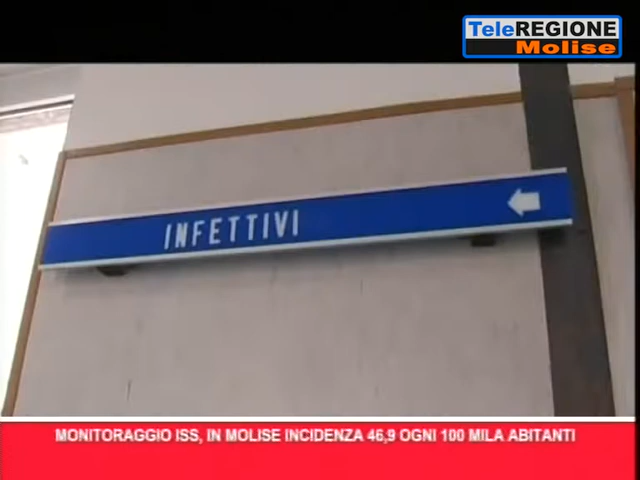 TeleREGIONE
Molise
INFETTIVI
MONITORAGGIO ISS, IN MOLISE INCIDENZA 46,9 OGNI 100 MILA ABITANTI